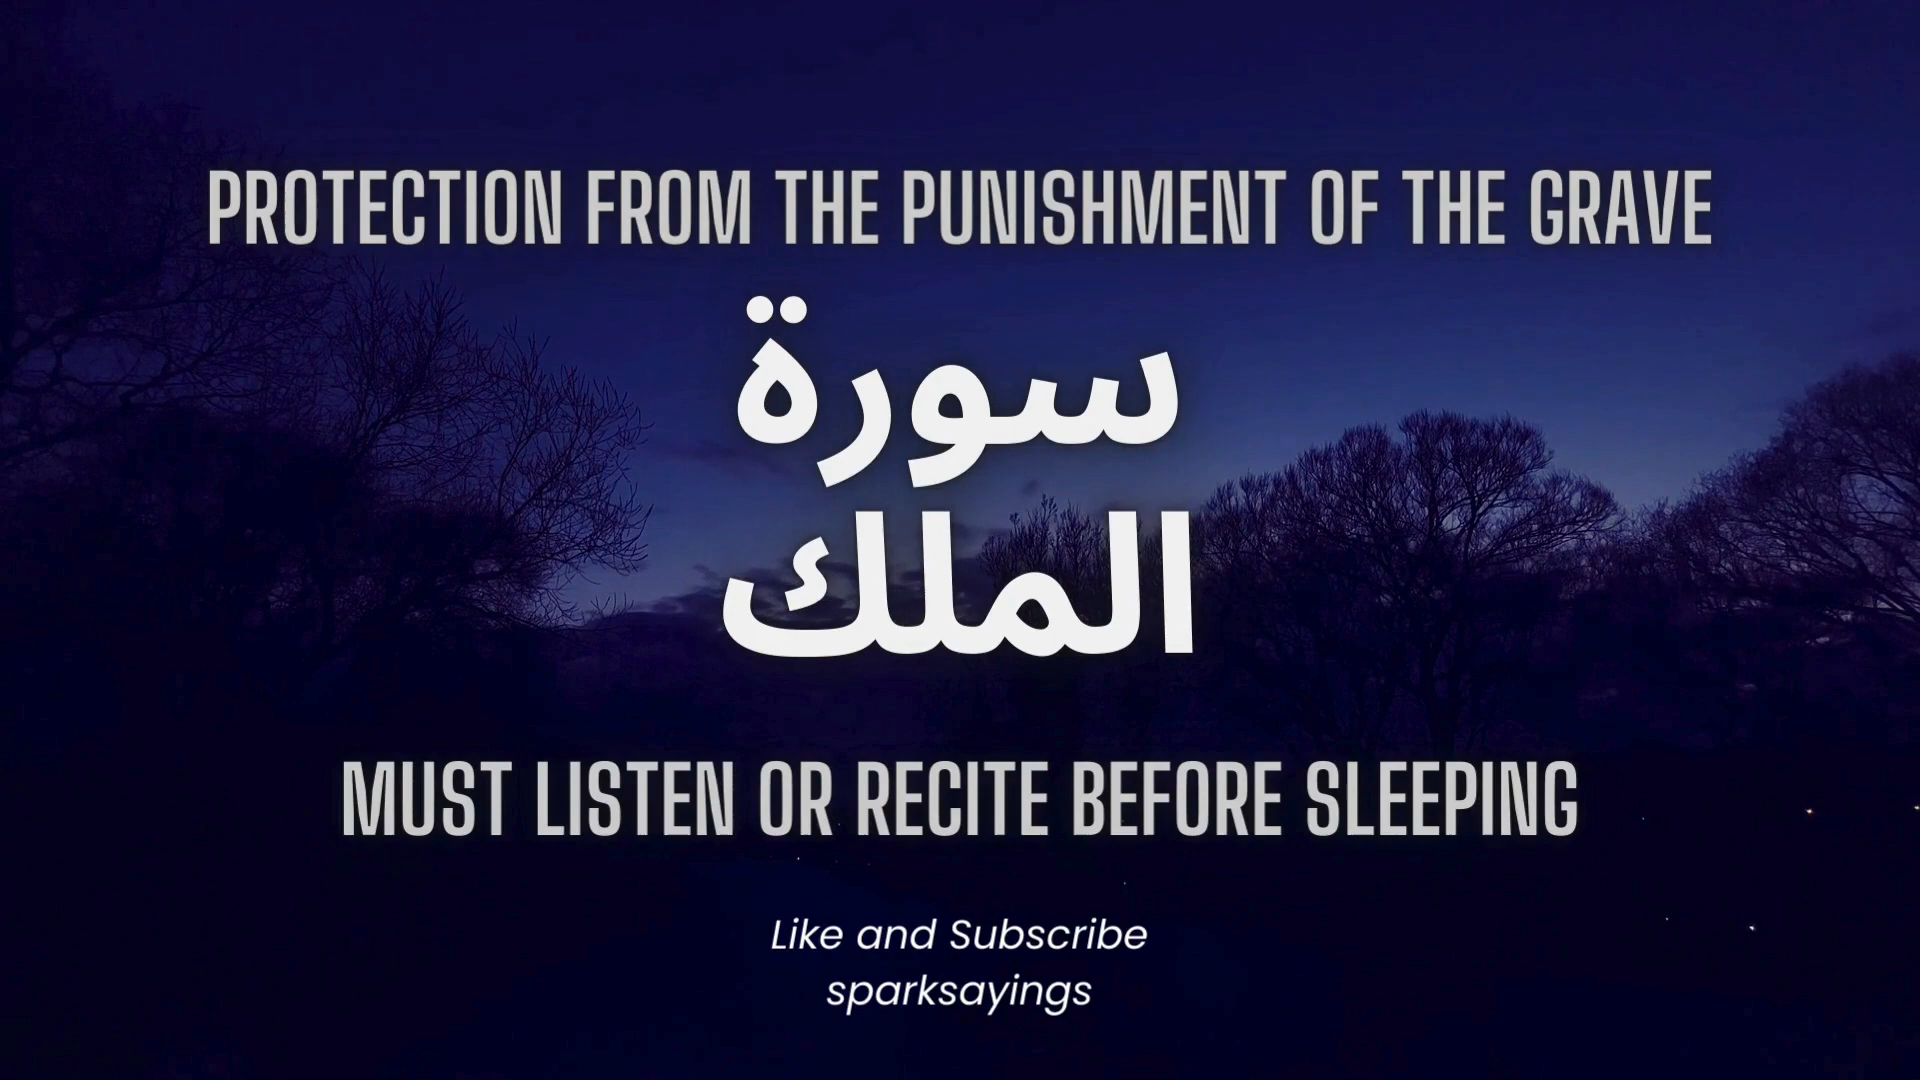 PROTECTION FROM THE PUNISHMENT OF THE GRAVE
سورة
الملك
MUST LISTEN OR RECITE BEFORE SLEEPING
Like and Subscribe
sparksayings